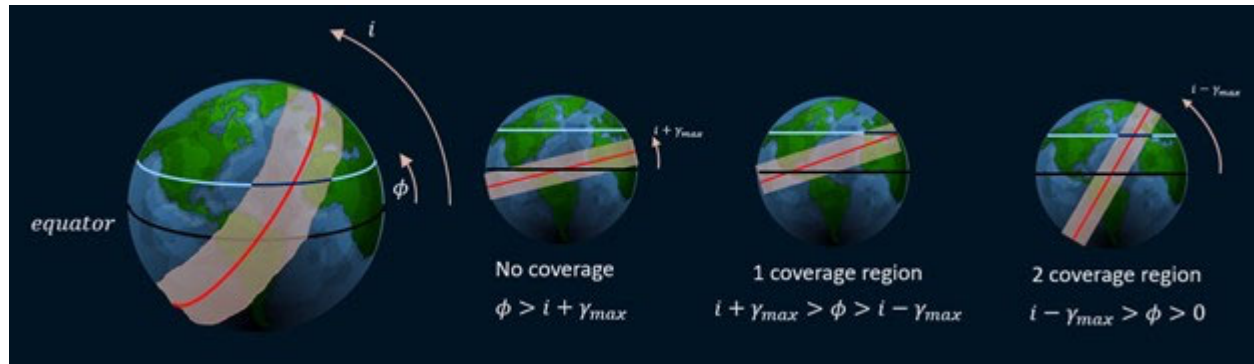 i
ϕ
equator
i + γmax
No coverage
ϕ > i + γmax
1 coverage region
i + γmax > ϕ > i − γmax
i − γmax
2 coverage region
i − γmax > ϕ > 0